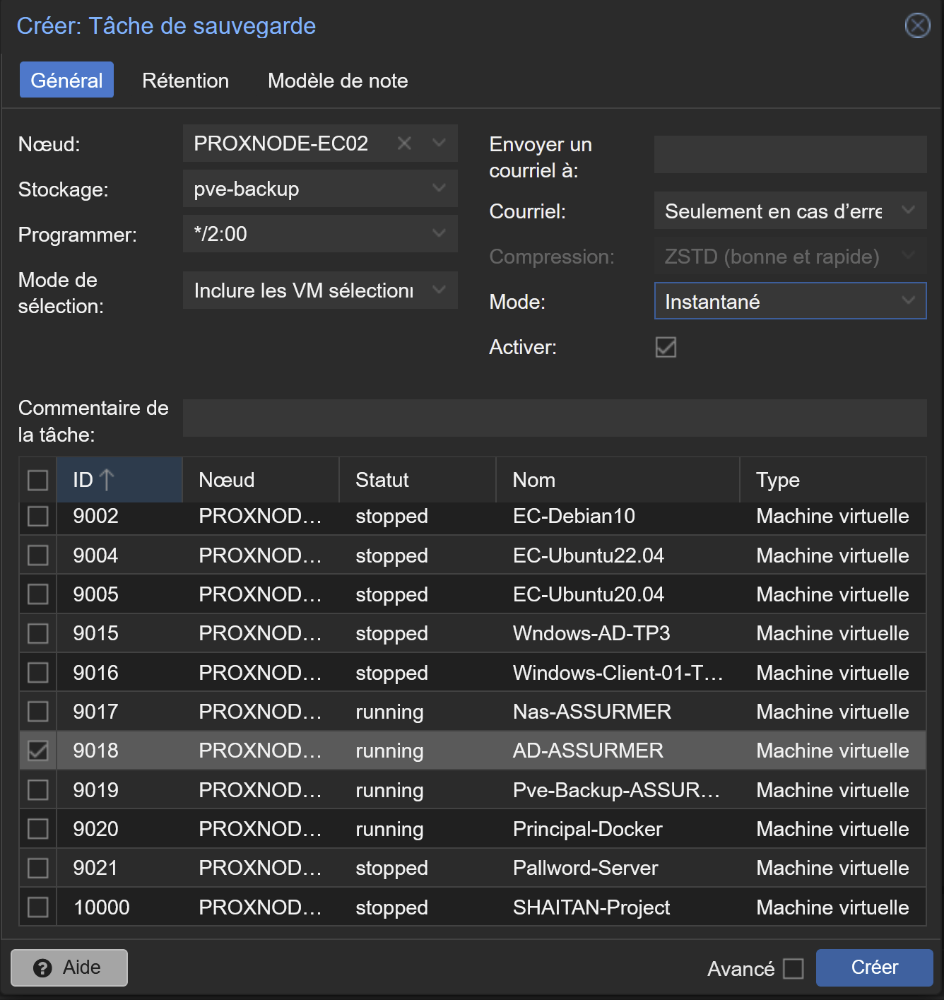 Créer: Tâche de sauvegarde
Général Rétention Modèle de note
Nœud: PROXNODE-EC02
Stockage: pve-backup
Programmer: */2:00
Mode de
sélection: Inclure les VM sélectionı
Envoyer un
courriel à:
Courriel: Seulement en cas d’erre
Compression: ZSTD (bonne et rapide)
Mode: Instantané
Activer:
Commentaire de
la tâche:
ID Nœud Statut Nom Type
9002 PROXNOD… stopped EC-Debian10 Machine virtuelle
9004 PROXNOD… stopped EC-Ubuntu22.04 Machine virtuelle
9005 PROXNOD… stopped EC-Ubuntu20.04 Machine virtuelle
9015 PROXNOD… stopped Wndows-AD-TP3 Machine virtuelle
9016 PROXNOD… stopped Windows-Client-01-T… Machine virtuelle
9017 PROXNOD… running Nas-ASSURMER Machine virtuelle
9018 PROXNOD… running AD-ASSURMER Machine virtuelle
9019 PROXNOD… running Pve-Backup-ASSUR… Machine virtuelle
9020 PROXNOD… running Principal-Docker Machine virtuelle
9021 PROXNOD… stopped Pallword-Server Machine virtuelle
10000 PROXNOD… stopped SHAITAN-Project Machine virtuelle
Aide Avancé Créer